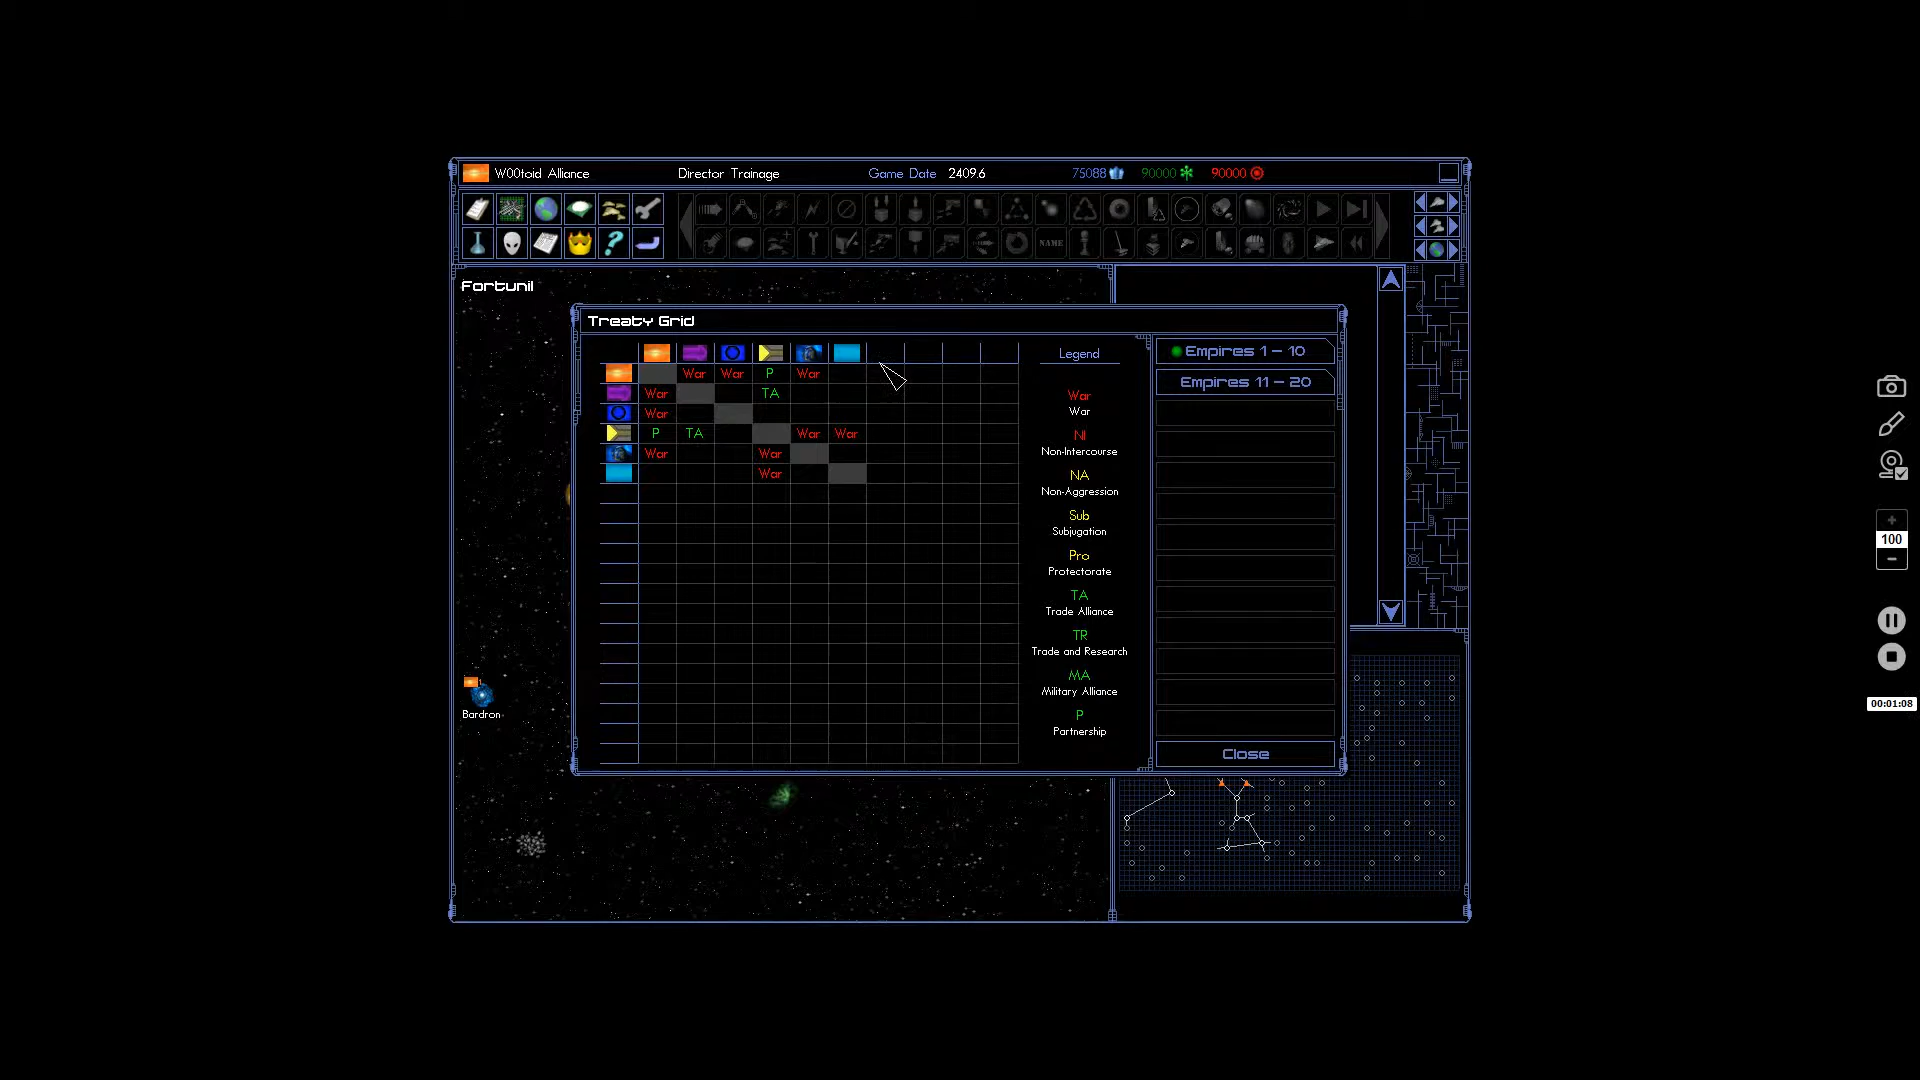 W00toid Alliance Director Trainage Game Date 2409.6 75088 90000 90000
NAME
Fortunil
Treaty Grid
Legend
Empires 1 - 10
War War P War
Empires 11 - 20
War TA
War
War
War
P TA War War
NI
Non-Intercourse
War War
War
NA
Non-Aggression
Sub
Subjugation
Pro
Protectorate
TA
Trade Alliance
TR
Trade and Research
MA
Military Alliance
P
Partnership
Close
1
Bardron
100
00:01:08